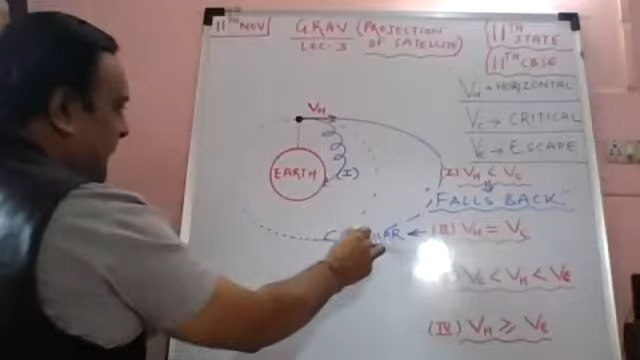 11TH NOV
GRAV (PROJECTION
LEC-3 OF SATELLITE)
11TH STATE
11TH CBSE
VH → HORIZONTAL
VC → CRITICAL
VE → ESCAPE
VH
EARTH
(I)
I) VH < VC
FALLS BACK
← (II) VH = VC
VC < VH < VE
(IV) VH ≥ VE